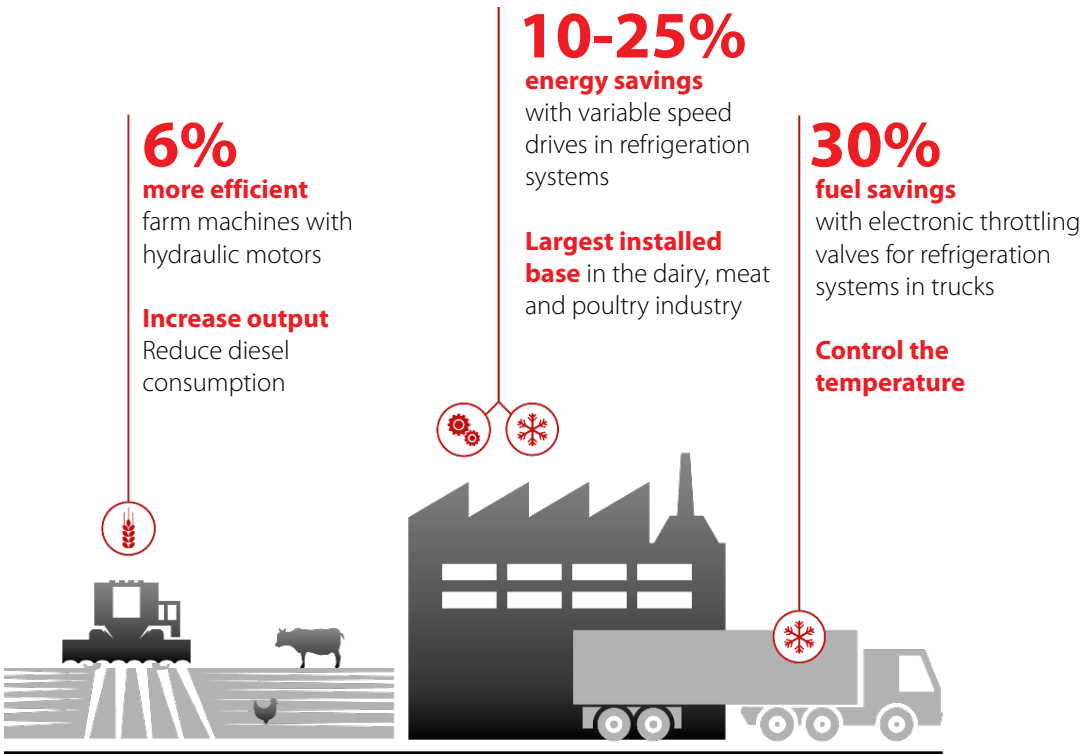 6%
more efficient
farm machines with
hydraulic motors
Increase output
Reduce diesel
consumption
10-25%
energy savings
with variable speed
drives in refrigeration
systems
Largest installed
base in the dairy, meat
and poultry industry
30%
fuel savings
with electronic throttling
valves for refrigeration
systems in trucks
Control the
temperature